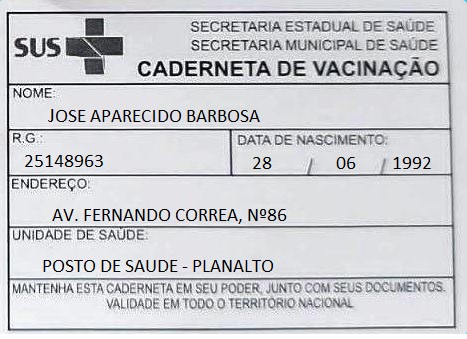 SUS
SECRETARIA ESTADUAL DE SAÚDE
SECRETARIA MUNICIPAL DE SAÚDE
CADERNETA DE VACINAÇÃO
NOME:
JOSE APARECIDO BARBOSA
R.G.:
25148963
DATA DE NASCIMENTO:
28 / 06 / 1992
ENDEREÇO:
AV. FERNANDO CORREA, Nº86
UNIDADE DE SAÚDE:
POSTO DE SAUDE - PLANALTO
MANTENHA ESTA CADERNETA EM SEU PODER, JUNTO COM SEUS DOCUMENTOS.
VALIDADE EM TODO O TERRITÓRIO NACIONAL